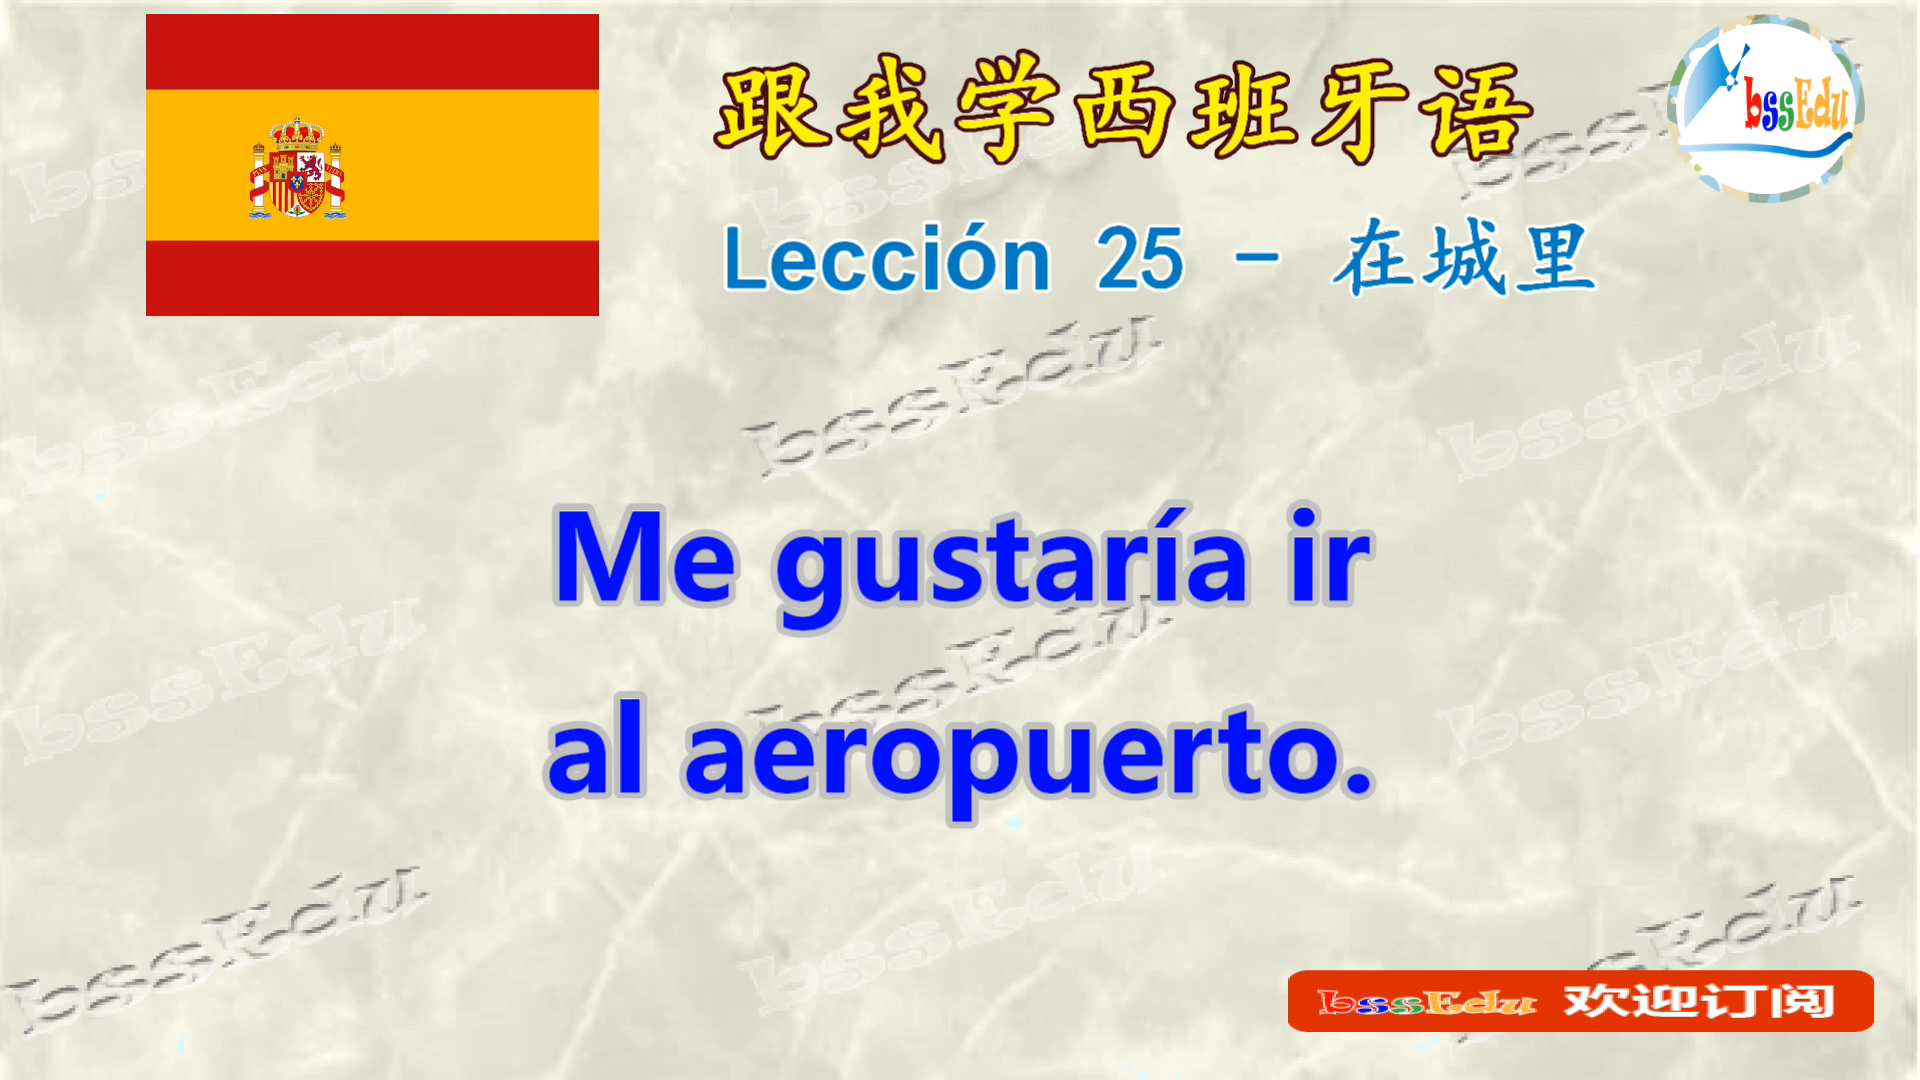 跟我学西班牙语
bssEdu
Lección 25 - 在城里
Me gustaría ir
al aeropuerto.
bssEdu 欢迎订阅